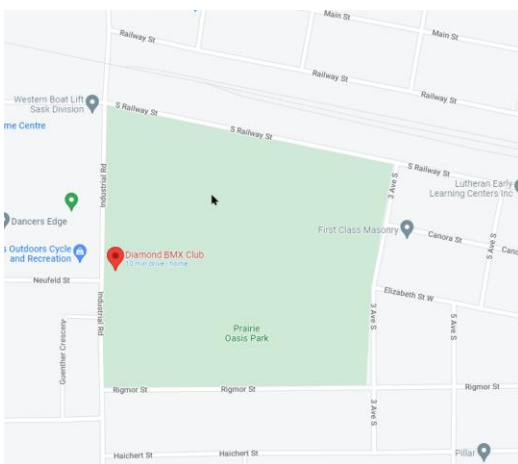 Main St
Railway St
Main St
Railway St
Railway St
Western Boat Lift
Sask Division
S Railway St
me Centre
S Railway St
S Railway St
Industrial Rd
3 Ave S
Lutheran Early
Learning Centers Inc
Dancers Edge
First Class Masonry
Canora St
Cano
5 Ave S
s Outdoors Cycle
and Recreation
Diamond BMX Club
10 min drive - home
Neufeld St
Elizabeth St W
Industrial Rd
3 Ave S
5 Ave S
Prairie
Oasis Park
Guenther Crescent
Rigmor St
Rigmor St
Rigmor St
3 Ave S
Haichert St
Haichert St
Pillar